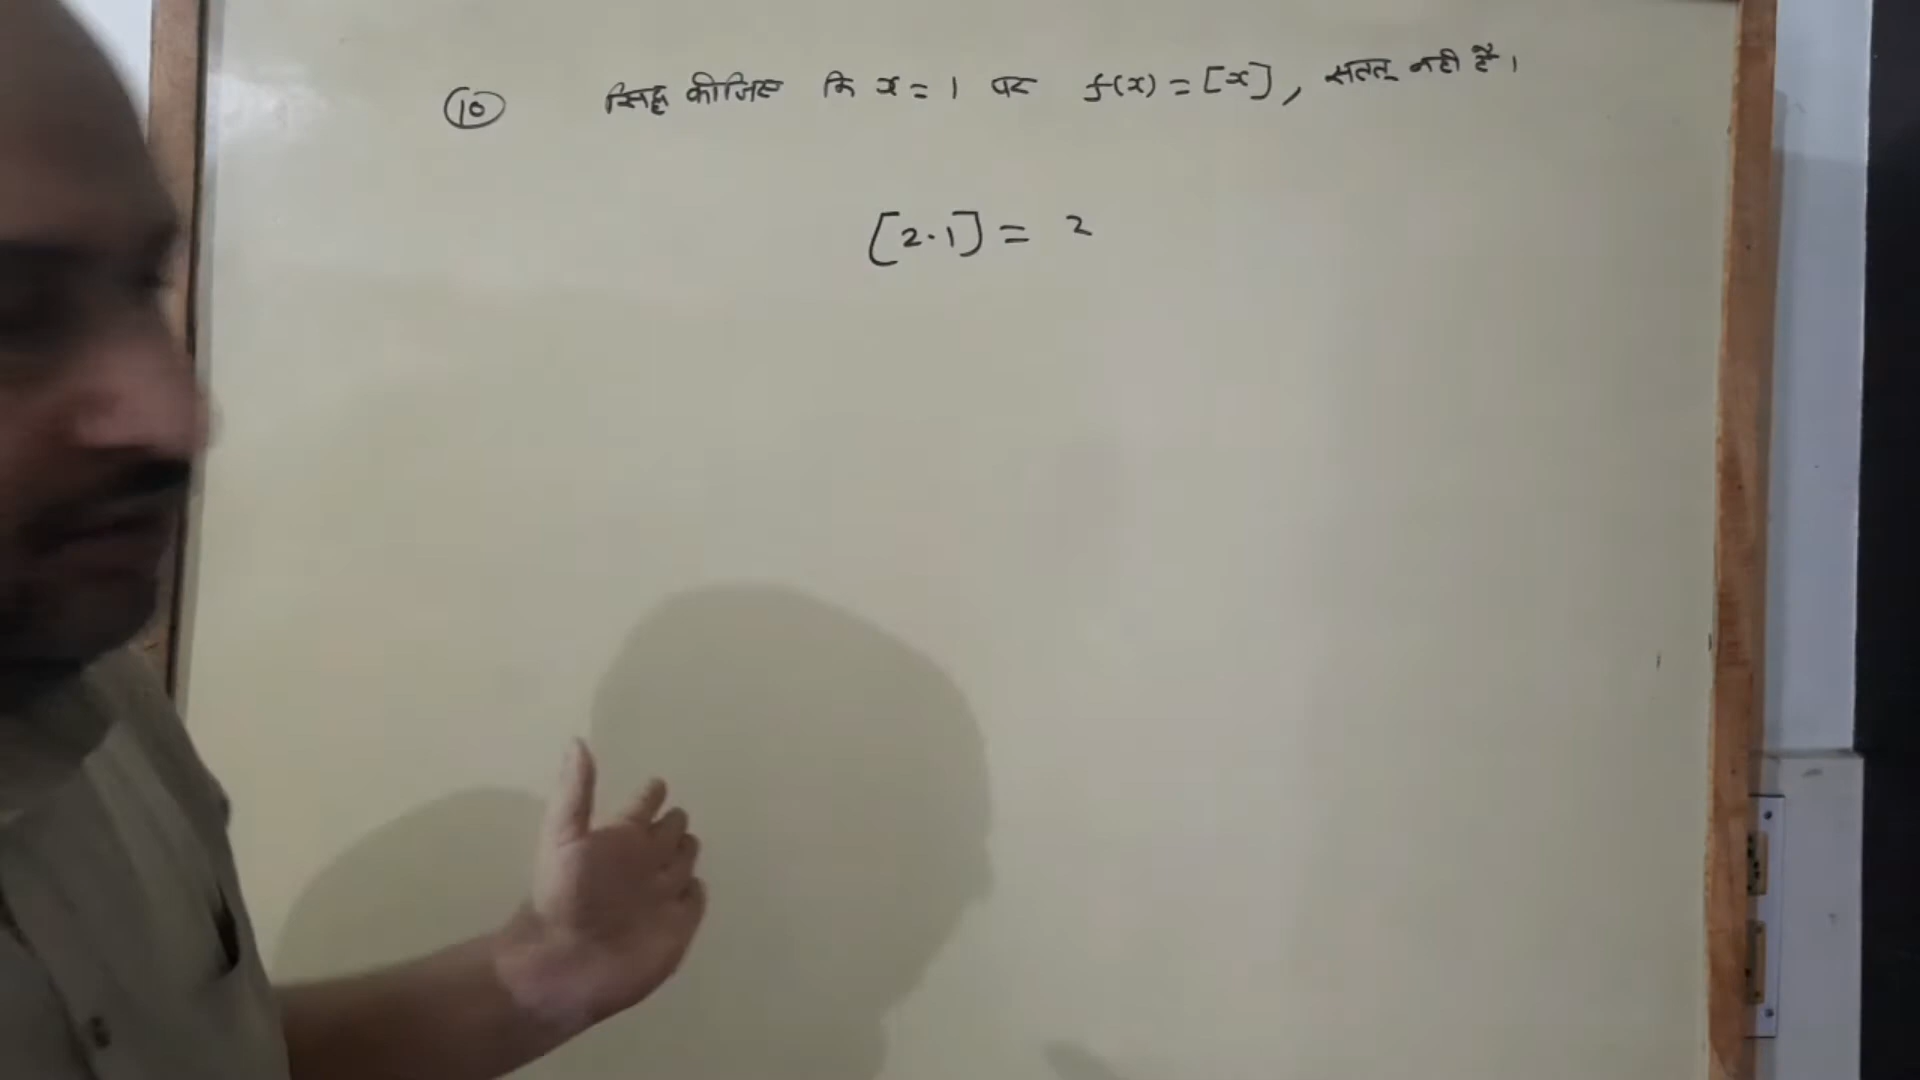 10 सिद्ध कीजिए कि x = 1 पर f(x) = [x], सतत् नही है।
[2.1] = 2